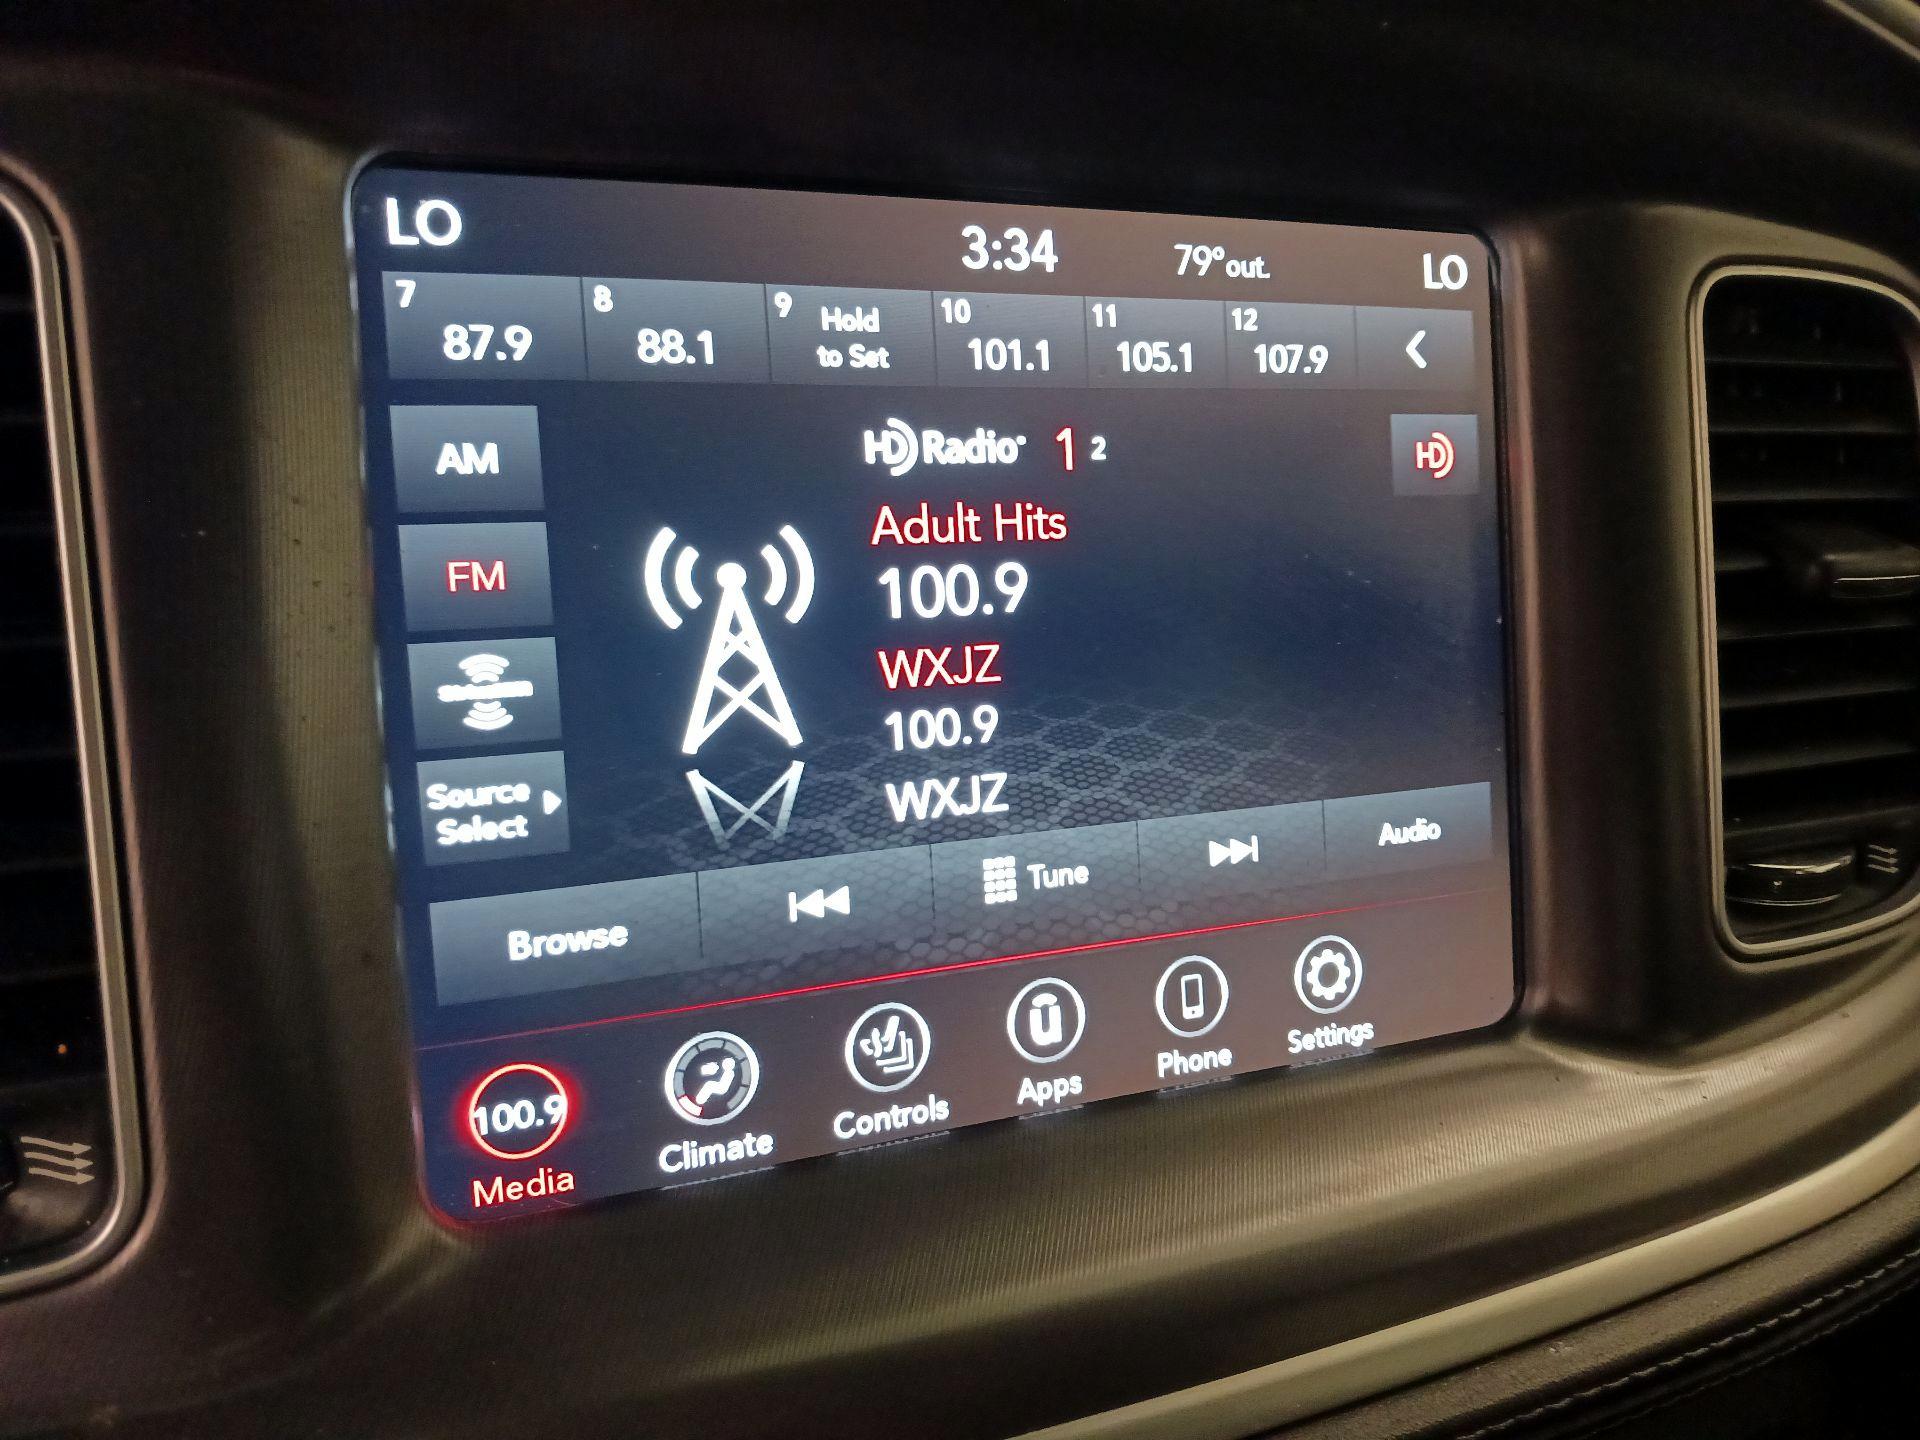 LO
3:34
79° out.
LO
7
87.9
8
88.1
9
Hold
to Set
10
101.1
11
105.1
12
107.9
AM
HD Radio 1 2
HD
FM
Adult Hits
100.9
WXJZ
100.9
WXJZ
Source
Select
Browse
Tune
Audio
100.9
Media
Climate
Controls
u
Apps
Phone
Settings